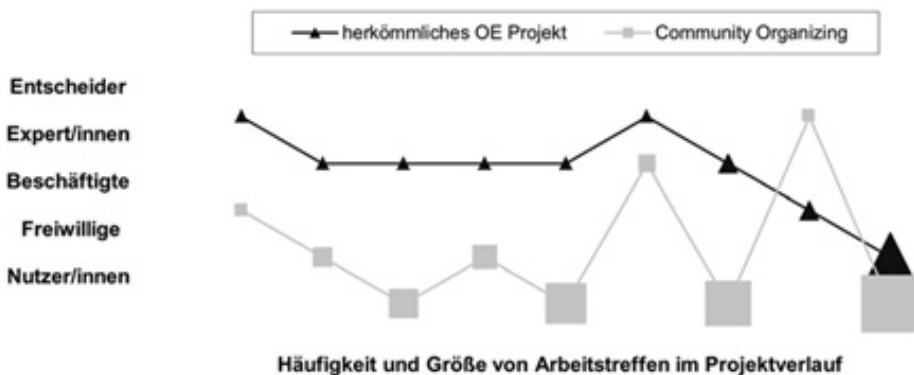 herkömmliches OE Projekt Community Organizing
Entscheider
Expert/innen
Beschäftigte
Freiwillige
Nutzer/innen
Häufigkeit und Größe von Arbeitstreffen im Projektverlauf